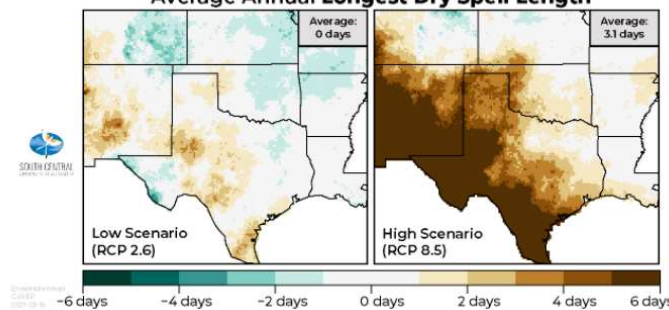 Average Annual Longest Dry Spell Length
Average:
0 days
Average:
3.1 days
SOUTH CENTRAL
Low Scenario
(RCP 2.6)
High Scenario
(RCP 8.5)
−6 days −4 days −2 days 0 days 2 days 4 days 6 days